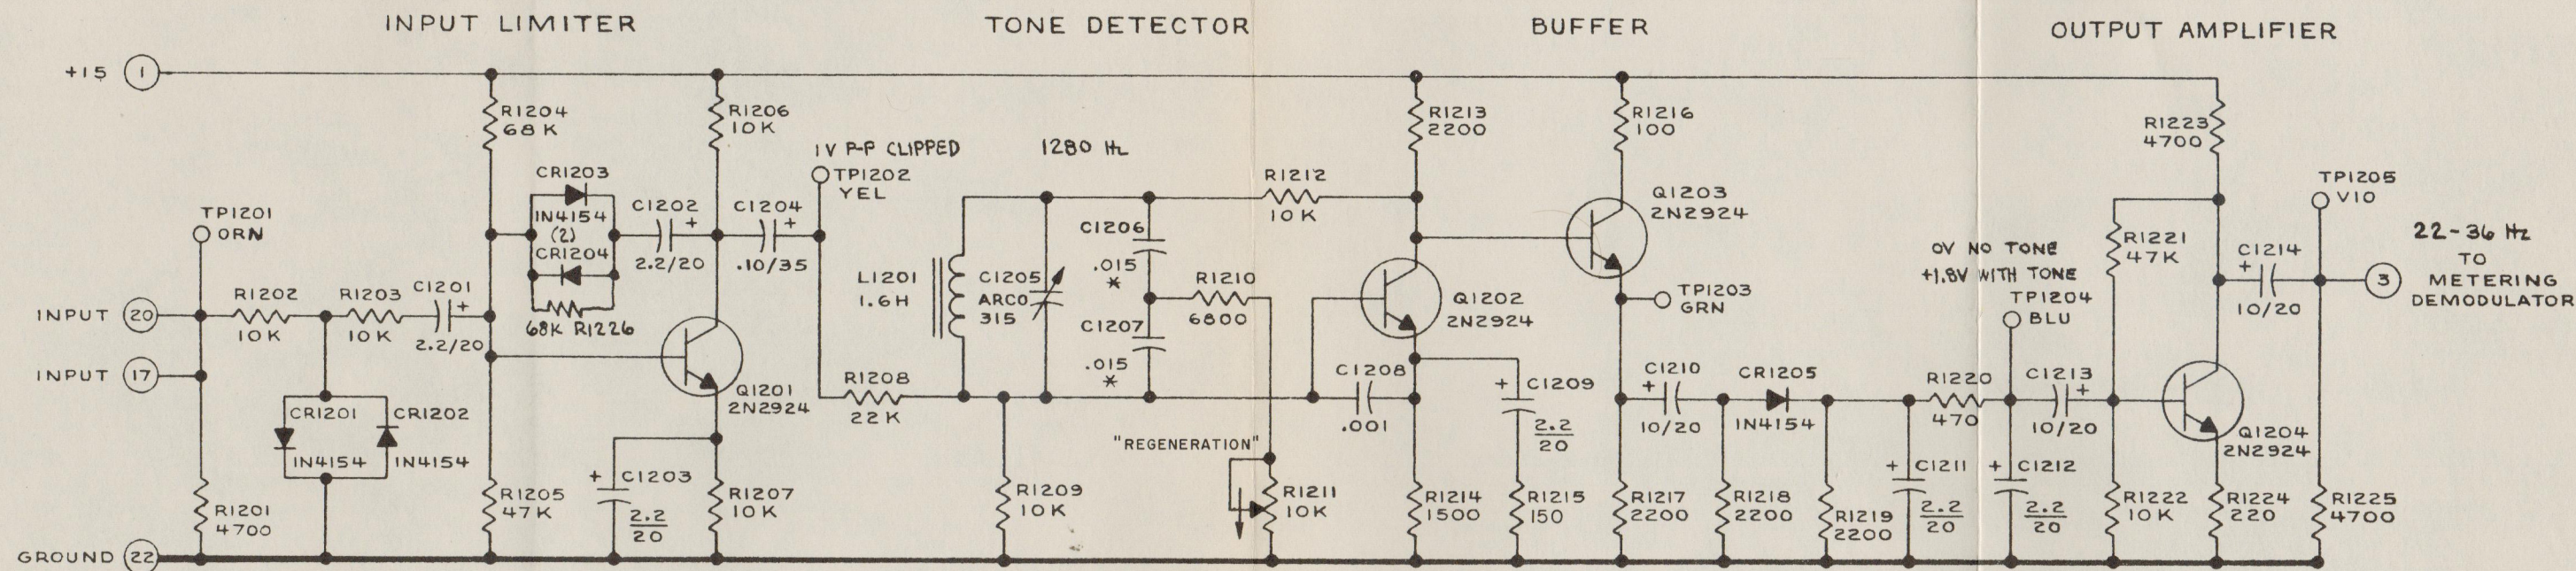 INPUT LIMITER
TONE DETECTOR
BUFFER
OUTPUT AMPLIFIER
+15
1
R1204
68K
R1206
10K
1V P-P CLIPPED
TP1202
YEL
1280 Hz
R1213
2200
R1216
100
R1223
4700
CR1203
1N4154
(2)
CR1204
68K R1226
C1202
+
2.2/20
C1204
+
.10/35
TP1201
ORN
INPUT
20
R1202
10K
R1203
10K
C1201
+
2.2/20
INPUT
17
CR1201
1N4154
CR1202
1N4154
R1201
4700
GROUND
22
R1205
47K
+
C1203
2.2
20
R1207
10K
Q1201
2N2924
R1208
22K
L1201
1.6H
C1205
ARCO
315
C1206
.015
*
C1207
.015
*
R1210
6800
R1212
10K
R1209
10K
"REGENERATION"
R1211
10K
C1208
.001
Q1202
2N2924
+
C1209
2.2
20
R1214
1500
R1215
150
Q1203
2N2924
TP1203
GRN
+
C1210
10/20
R1217
2200
R1218
2200
CR1205
1N4154
R1219
2200
+
C1211
2.2
20
R1220
470
0V NO TONE
+1.8V WITH TONE
TP1204
BLU
+
C1212
2.2
20
C1213
+
10/20
R1221
47K
R1222
10K
Q1204
2N2924
R1224
220
C1214
+
10/20
TP1205
VIO
R1225
4700
3
22-36 Hz
TO
METERING
DEMODULATOR